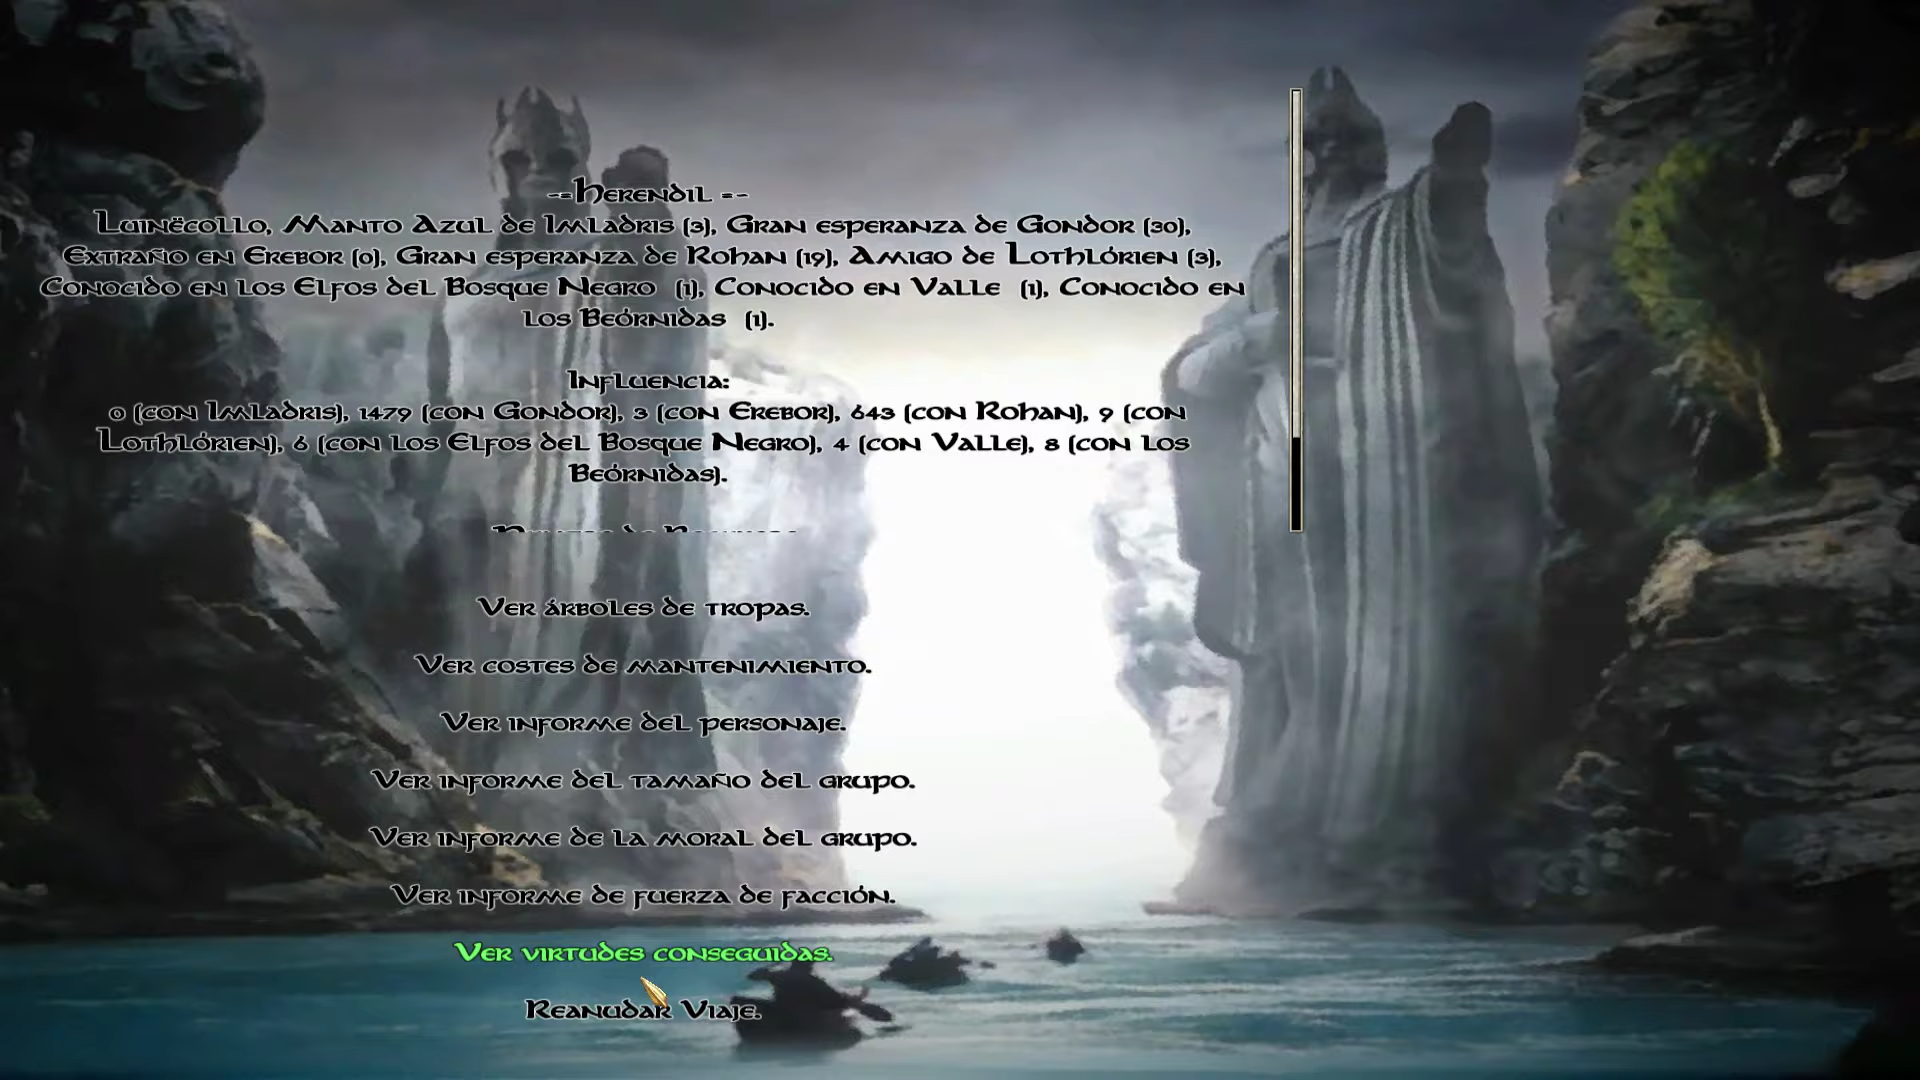 -=Herendil =-
Luinëcollo, Manto Azul de Imladris (3), Gran esperanza de Gondor (30),
Extraño en Erebor (0), Gran esperanza de Rohan (19), Amigo de Lothlórien (3),
Conocido en los Elfos del Bosque Negro (1), Conocido en Valle (1), Conocido en
los Beórnidas (1).
Influencia:
0 (con Imladris), 1479 (con Gondor), 3 (con Erebor), 643 (con Rohan), 9 (con
Lothlórien), 6 (con los Elfos del Bosque Negro), 4 (con Valle), 8 (con los
Beórnidas).
Ver árboles de tropas.
Ver costes de mantenimiento.
Ver informe del personaje.
Ver informe del tamaño del grupo.
Ver informe de la moral del grupo.
Ver informe de fuerza de facción.
Ver virtudes conseguidas.
Reanudar Viaje.